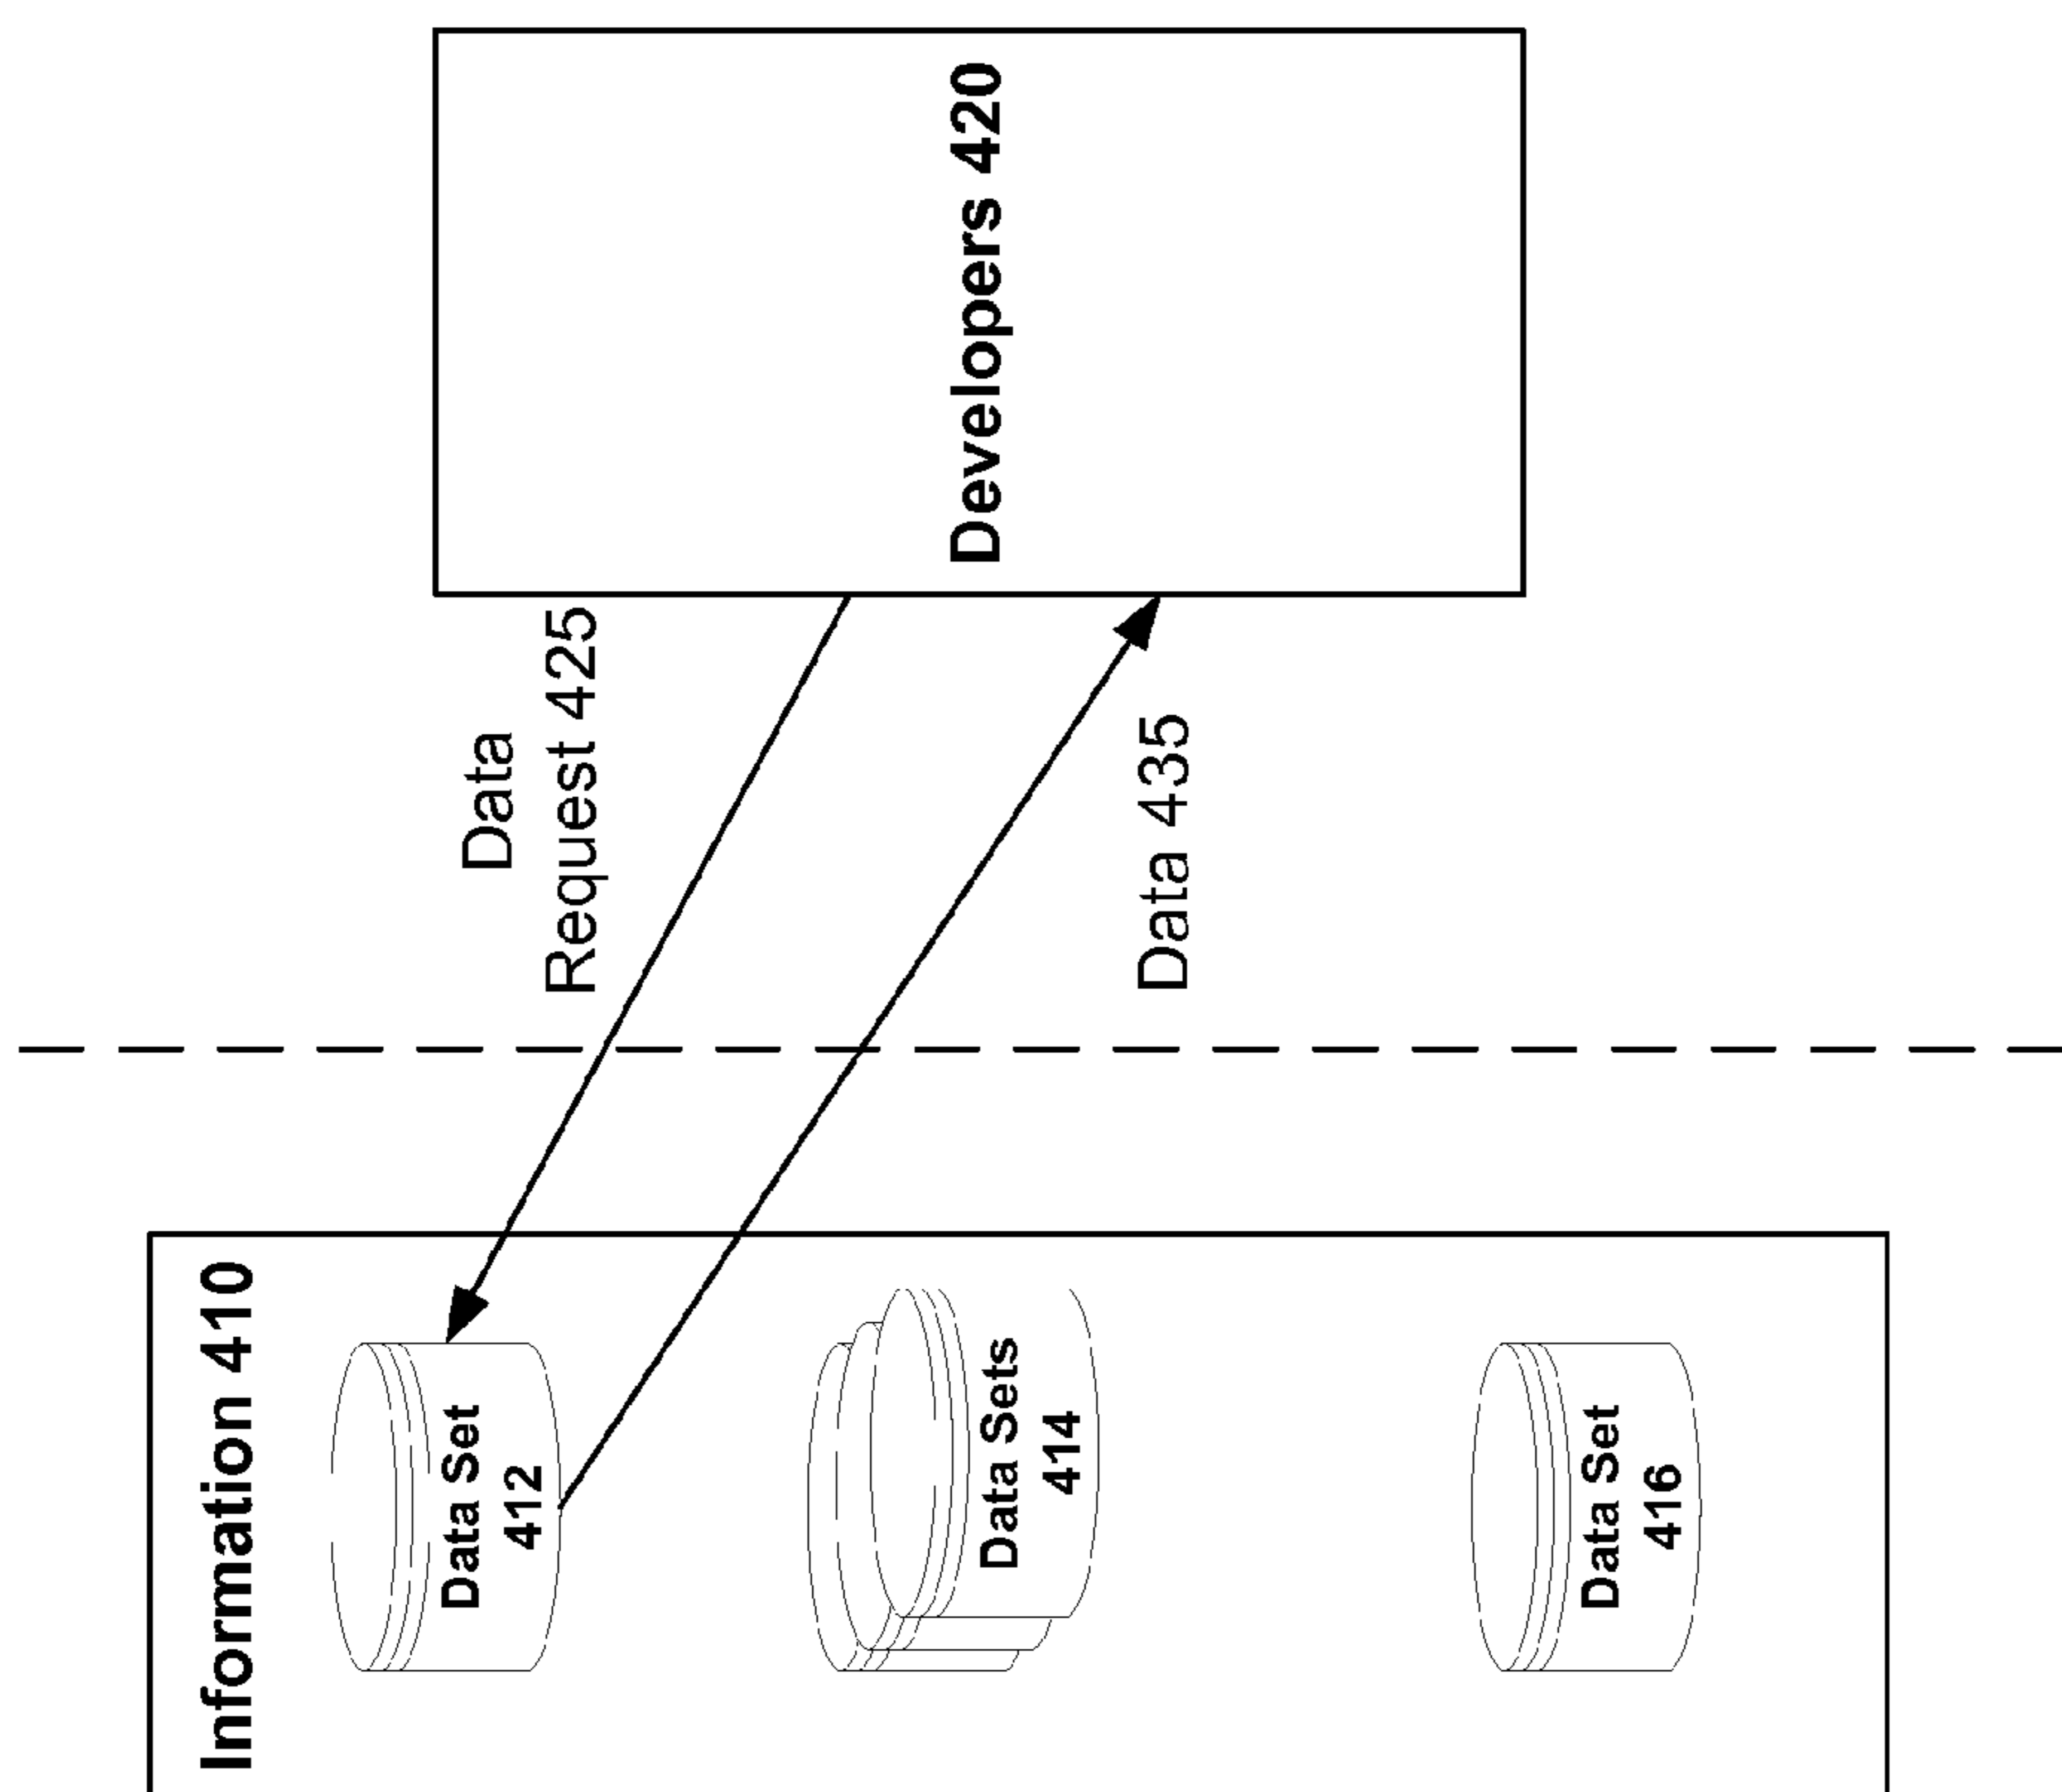 Information 410
Data Set
412
Data Sets
414
Data Set
416
Data
Request 425
Data 435
Developers 420